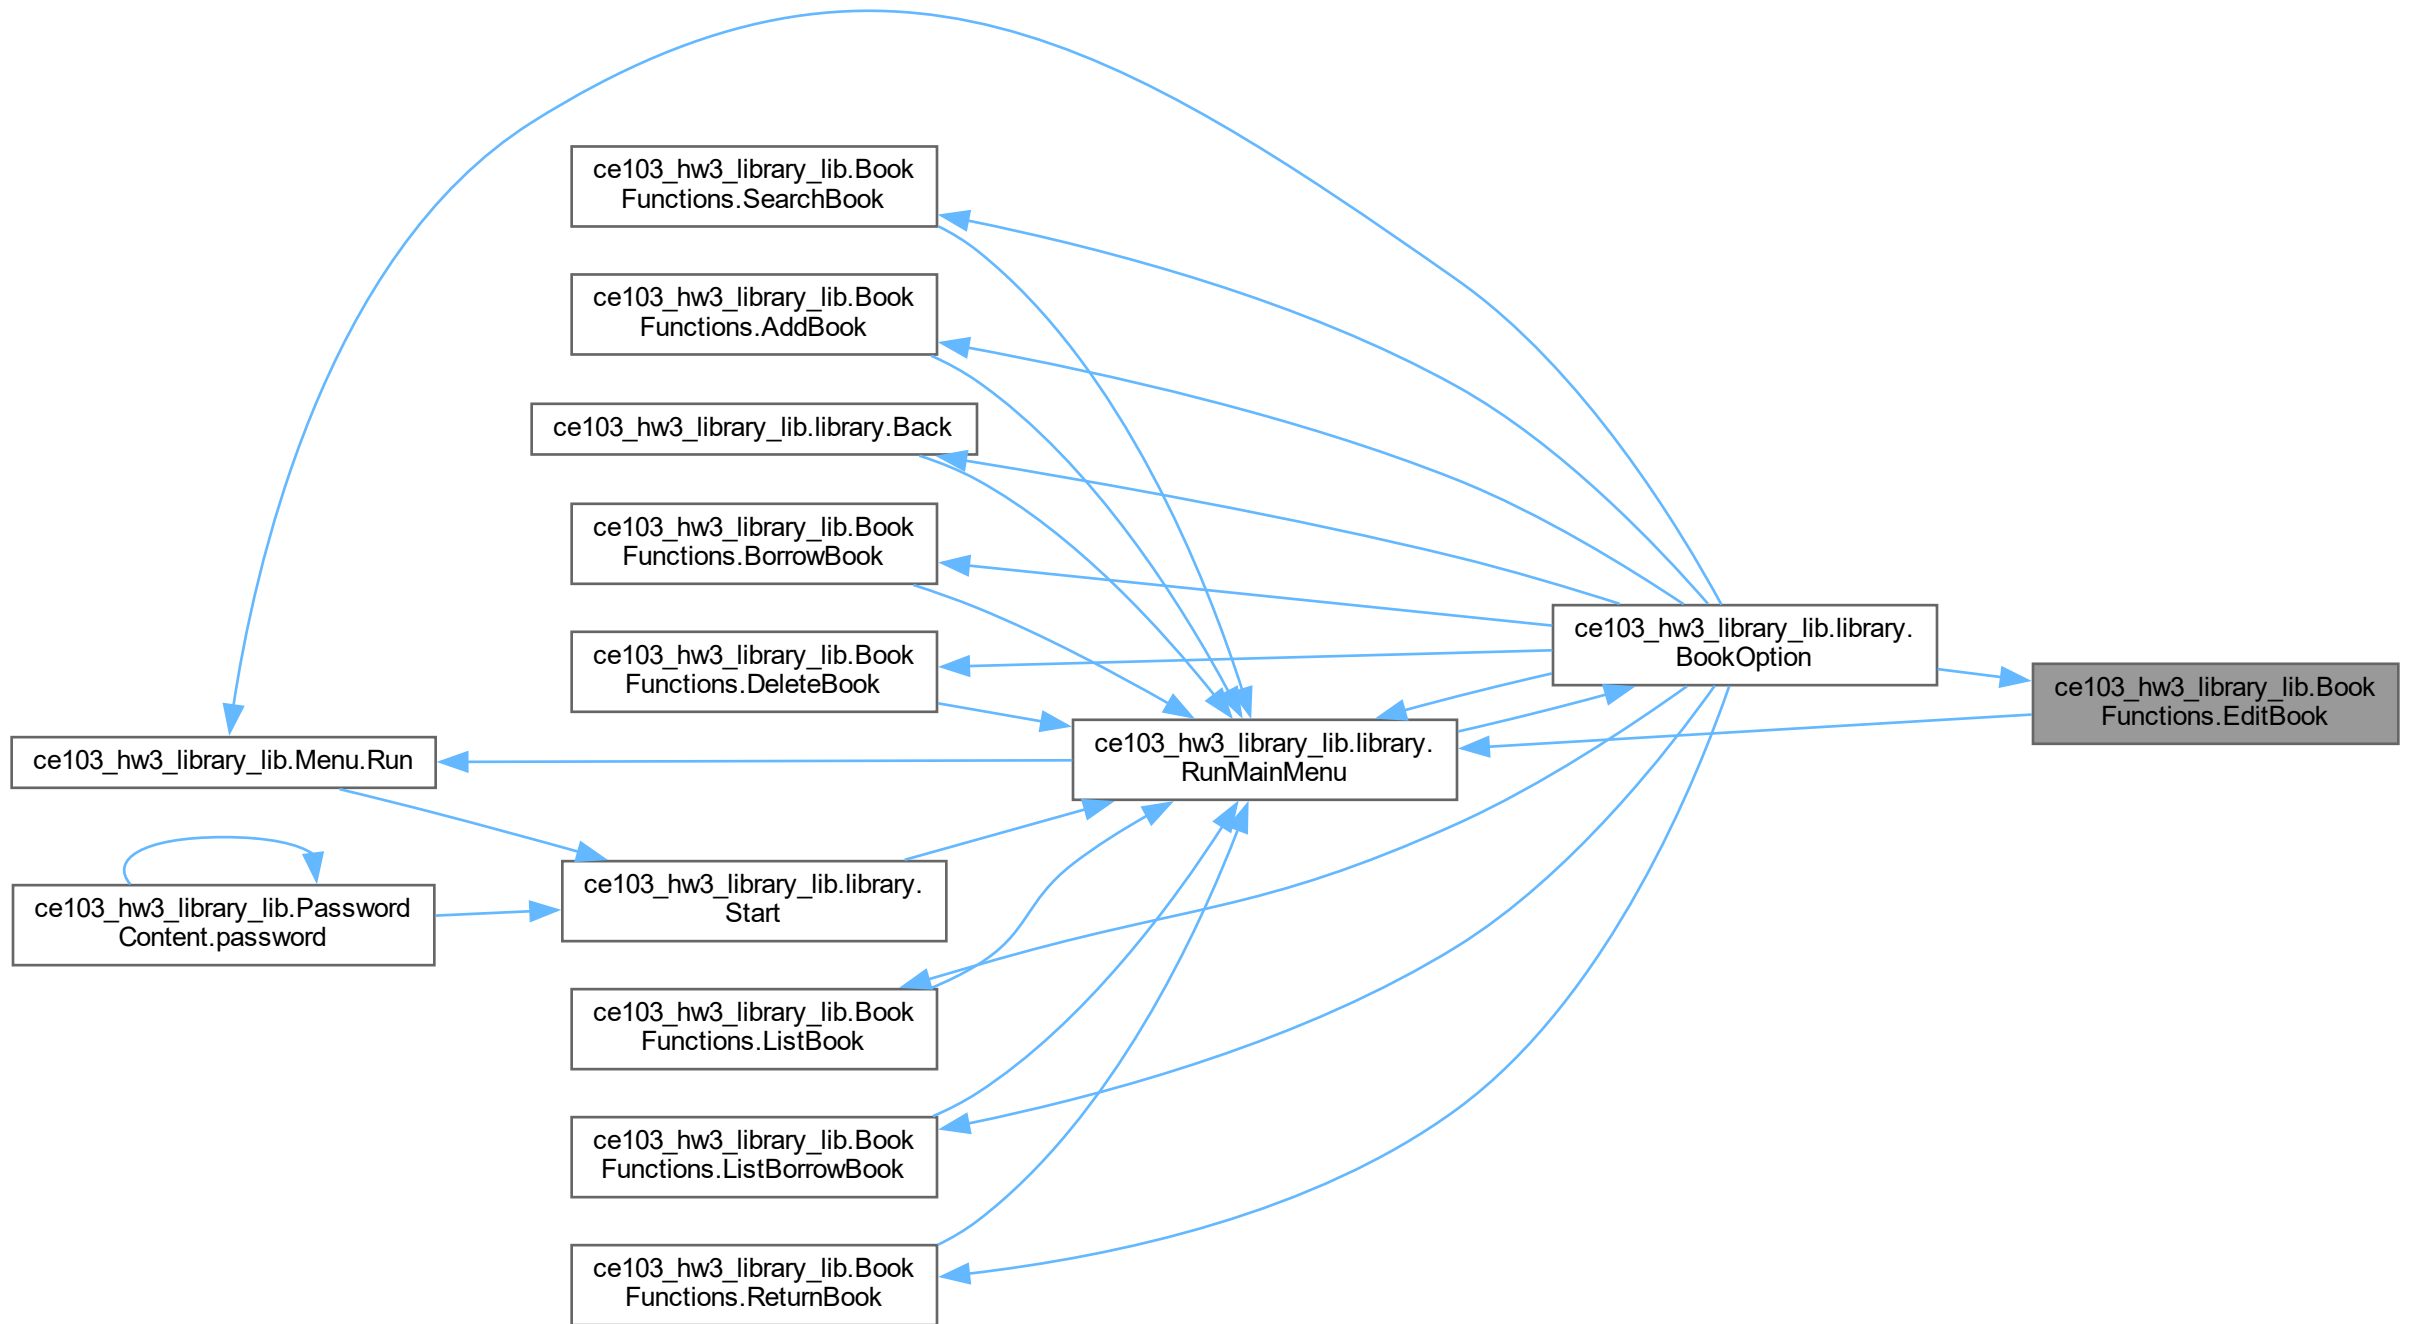 ce103_hw3_library_lib.Book
Functions.SearchBook
ce103_hw3_library_lib.Book
Functions.AddBook
ce103_hw3_library_lib.library.Back
ce103_hw3_library_lib.Book
Functions.BorrowBook
ce103_hw3_library_lib.Book
Functions.DeleteBook
ce103_hw3_library_lib.library.
BookOption
ce103_hw3_library_lib.Book
Functions.EditBook
ce103_hw3_library_lib.Menu.Run
ce103_hw3_library_lib.library.
RunMainMenu
ce103_hw3_library_lib.Password
Content.password
ce103_hw3_library_lib.library.
Start
ce103_hw3_library_lib.Book
Functions.ListBook
ce103_hw3_library_lib.Book
Functions.ListBorrowBook
ce103_hw3_library_lib.Book
Functions.ReturnBook